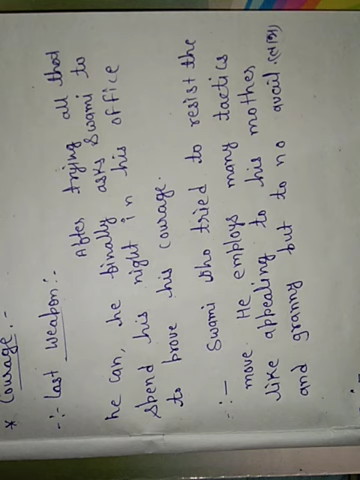 * Courage.-
-:- Last Weapon:-
After trying all that
he can, he finally asks Swami to
spend his night in his office
to prove his courage.
-:- Swami who tried to resist the
move. He employs many tactics
like appealing to his mother
and granny but to no avail.